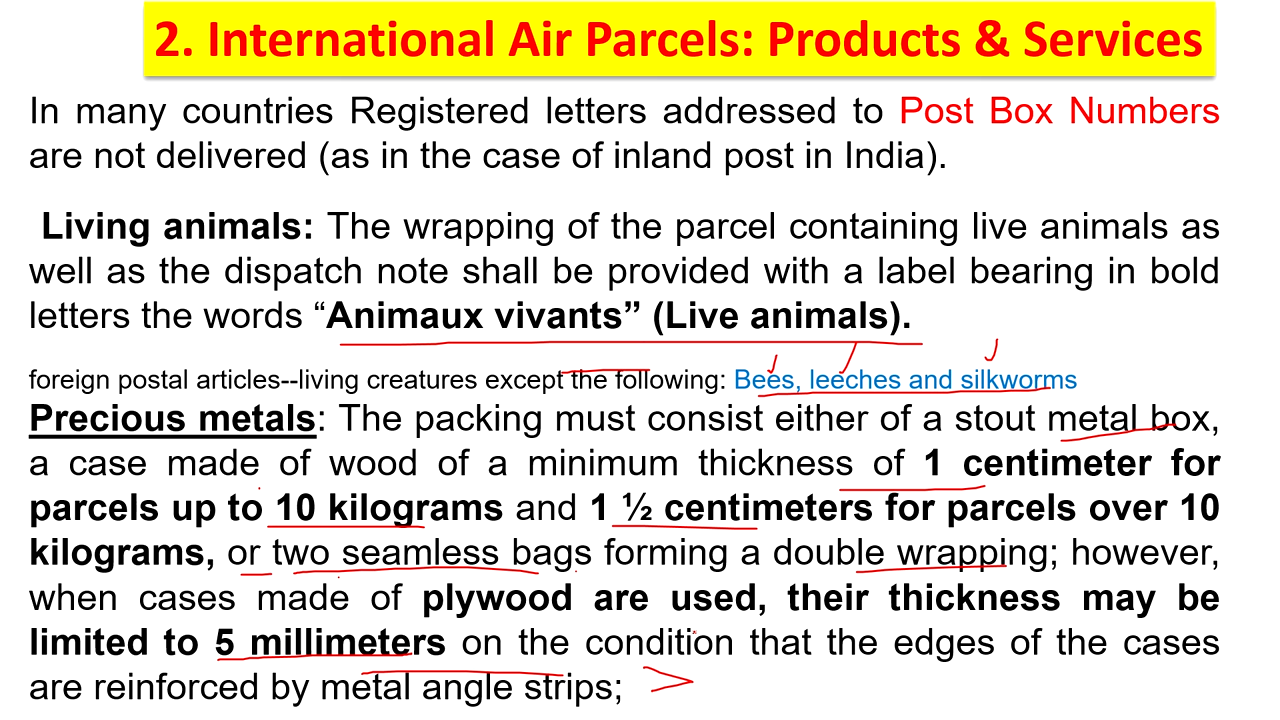 2. International Air Parcels: Products & Services
In many countries Registered letters addressed to Post Box Numbers
are not delivered (as in the case of inland post in India).
Living animals: The wrapping of the parcel containing live animals as
well as the dispatch note shall be provided with a label bearing in bold
letters the words “Animaux vivants” (Live animals).
foreign postal articles--living creatures except the following: Bees, leeches and silkworms
Precious metals: The packing must consist either of a stout metal box,
a case made of wood of a minimum thickness of 1 centimeter for
parcels up to 10 kilograms and 1 ½ centimeters for parcels over 10
kilograms, or two seamless bags forming a double wrapping; however,
when cases made of plywood are used, their thickness may be
limited to 5 millimeters on the condition that the edges of the cases
are reinforced by metal angle strips;